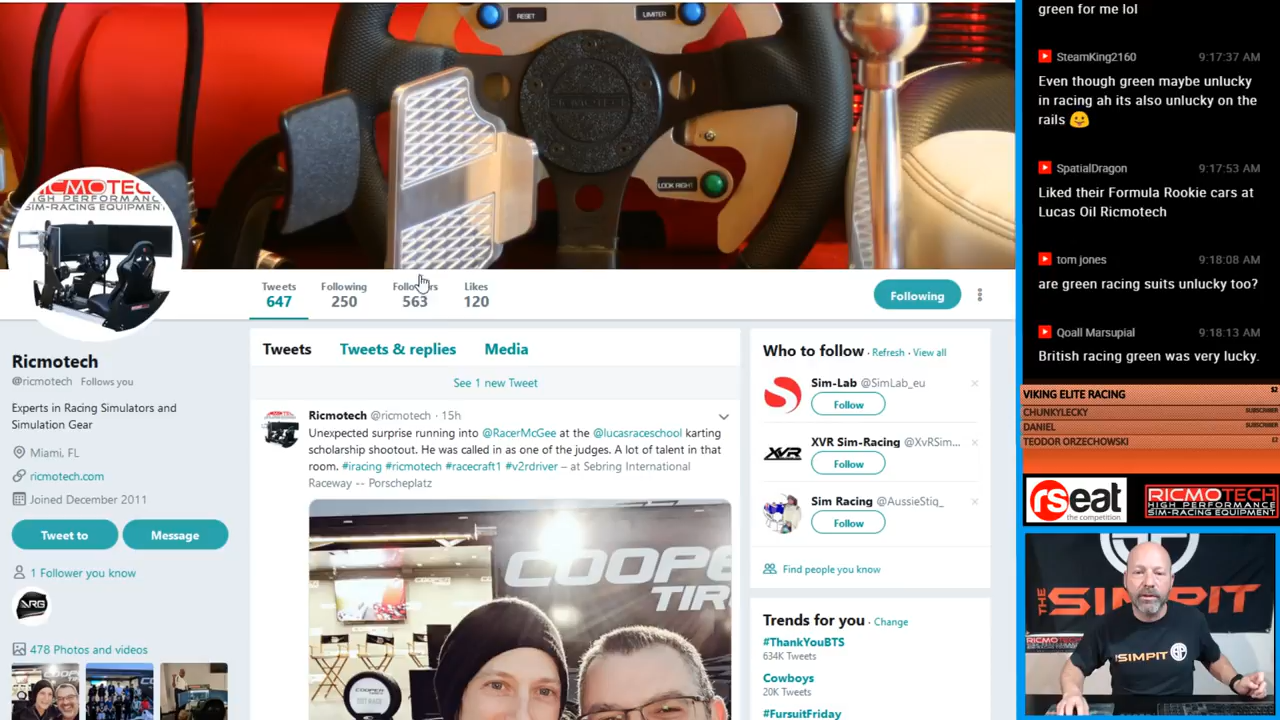 RESET
LIMITER
RICMOTECH
LOOK RIGHT
RICMOTECH
HIGH PERFORMANCE
SIM-RACING EQUIPMENT
Tweets
647
Following
250
Followers
563
Likes
120
Following
Ricmotech
@ricmotech Follows you
Experts in Racing Simulators and
Simulation Gear
Miami, FL
ricmotech.com
Joined December 2011
Tweet to
Message
1 Follower you know
ARG
478 Photos and videos
Tweets
Tweets & replies
Media
See 1 new Tweet
Ricmotech @ricmotech · 15h
Unexpected surprise running into @RacerMcGee at the @lucasraceschool karting
scholarship shootout. He was called in as one of the judges. A lot of talent in that
room. #iracing #ricmotech #racecraft1 #v2rdriver – at Sebring International
Raceway -- Porscheplatz
COOPER
TIR
COOPER
Who to follow · Refresh · View all
Sim-Lab @SimLab_eu
Follow
XVR
XVR Sim-Racing @XvRSim...
Follow
Sim Racing @AussieStiq_
Follow
Find people you know
Trends for you · Change
#ThankYouBTS
634K Tweets
Cowboys
20K Tweets
#FursuitFriday
green for me lol
SteamKing2160 9:17:37 AM
Even though green maybe unlucky
in racing ah its also unlucky on the
rails
SpatialDragon 9:17:53 AM
Liked their Formula Rookie cars at
Lucas Oil Ricmotech
tom jones 9:18:08 AM
are green racing suits unlucky too?
Qoall Marsupial 9:18:13 AM
British racing green was very lucky.
VIKING ELITE RACING
CHUNKYLECKY SUBSCRIBER
DANIEL SUBSCRIBER
TEODOR ORZECHOWSKI
rseat
the competition.
RICMOTECH
HIGH PERFORMANCE
SIM-RACING EQUIPMENT
THE SIMPIT
RICMOTECH
SIMPIT